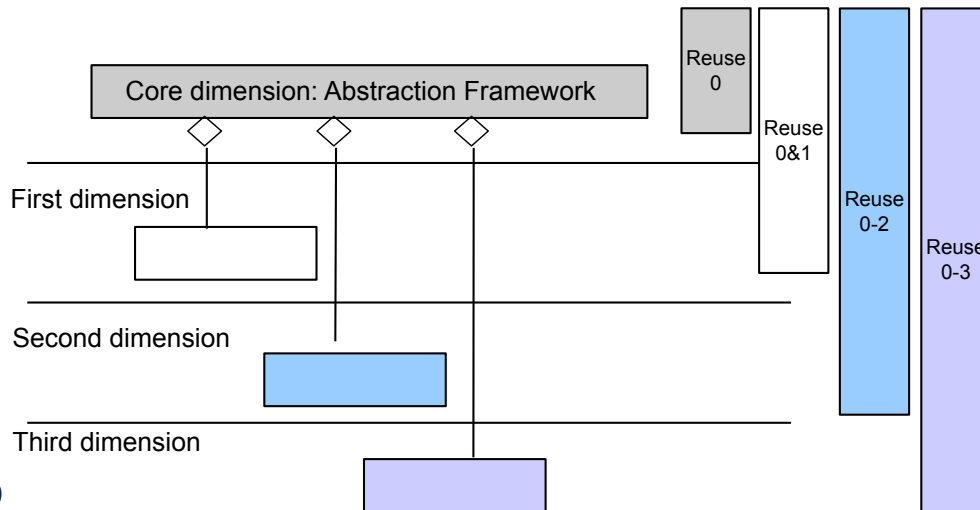 Core dimension: Abstraction Framework
First dimension
Second dimension
Third dimension
Reuse
0
Reuse
0&1
Reuse
0-2
Reuse
0-3